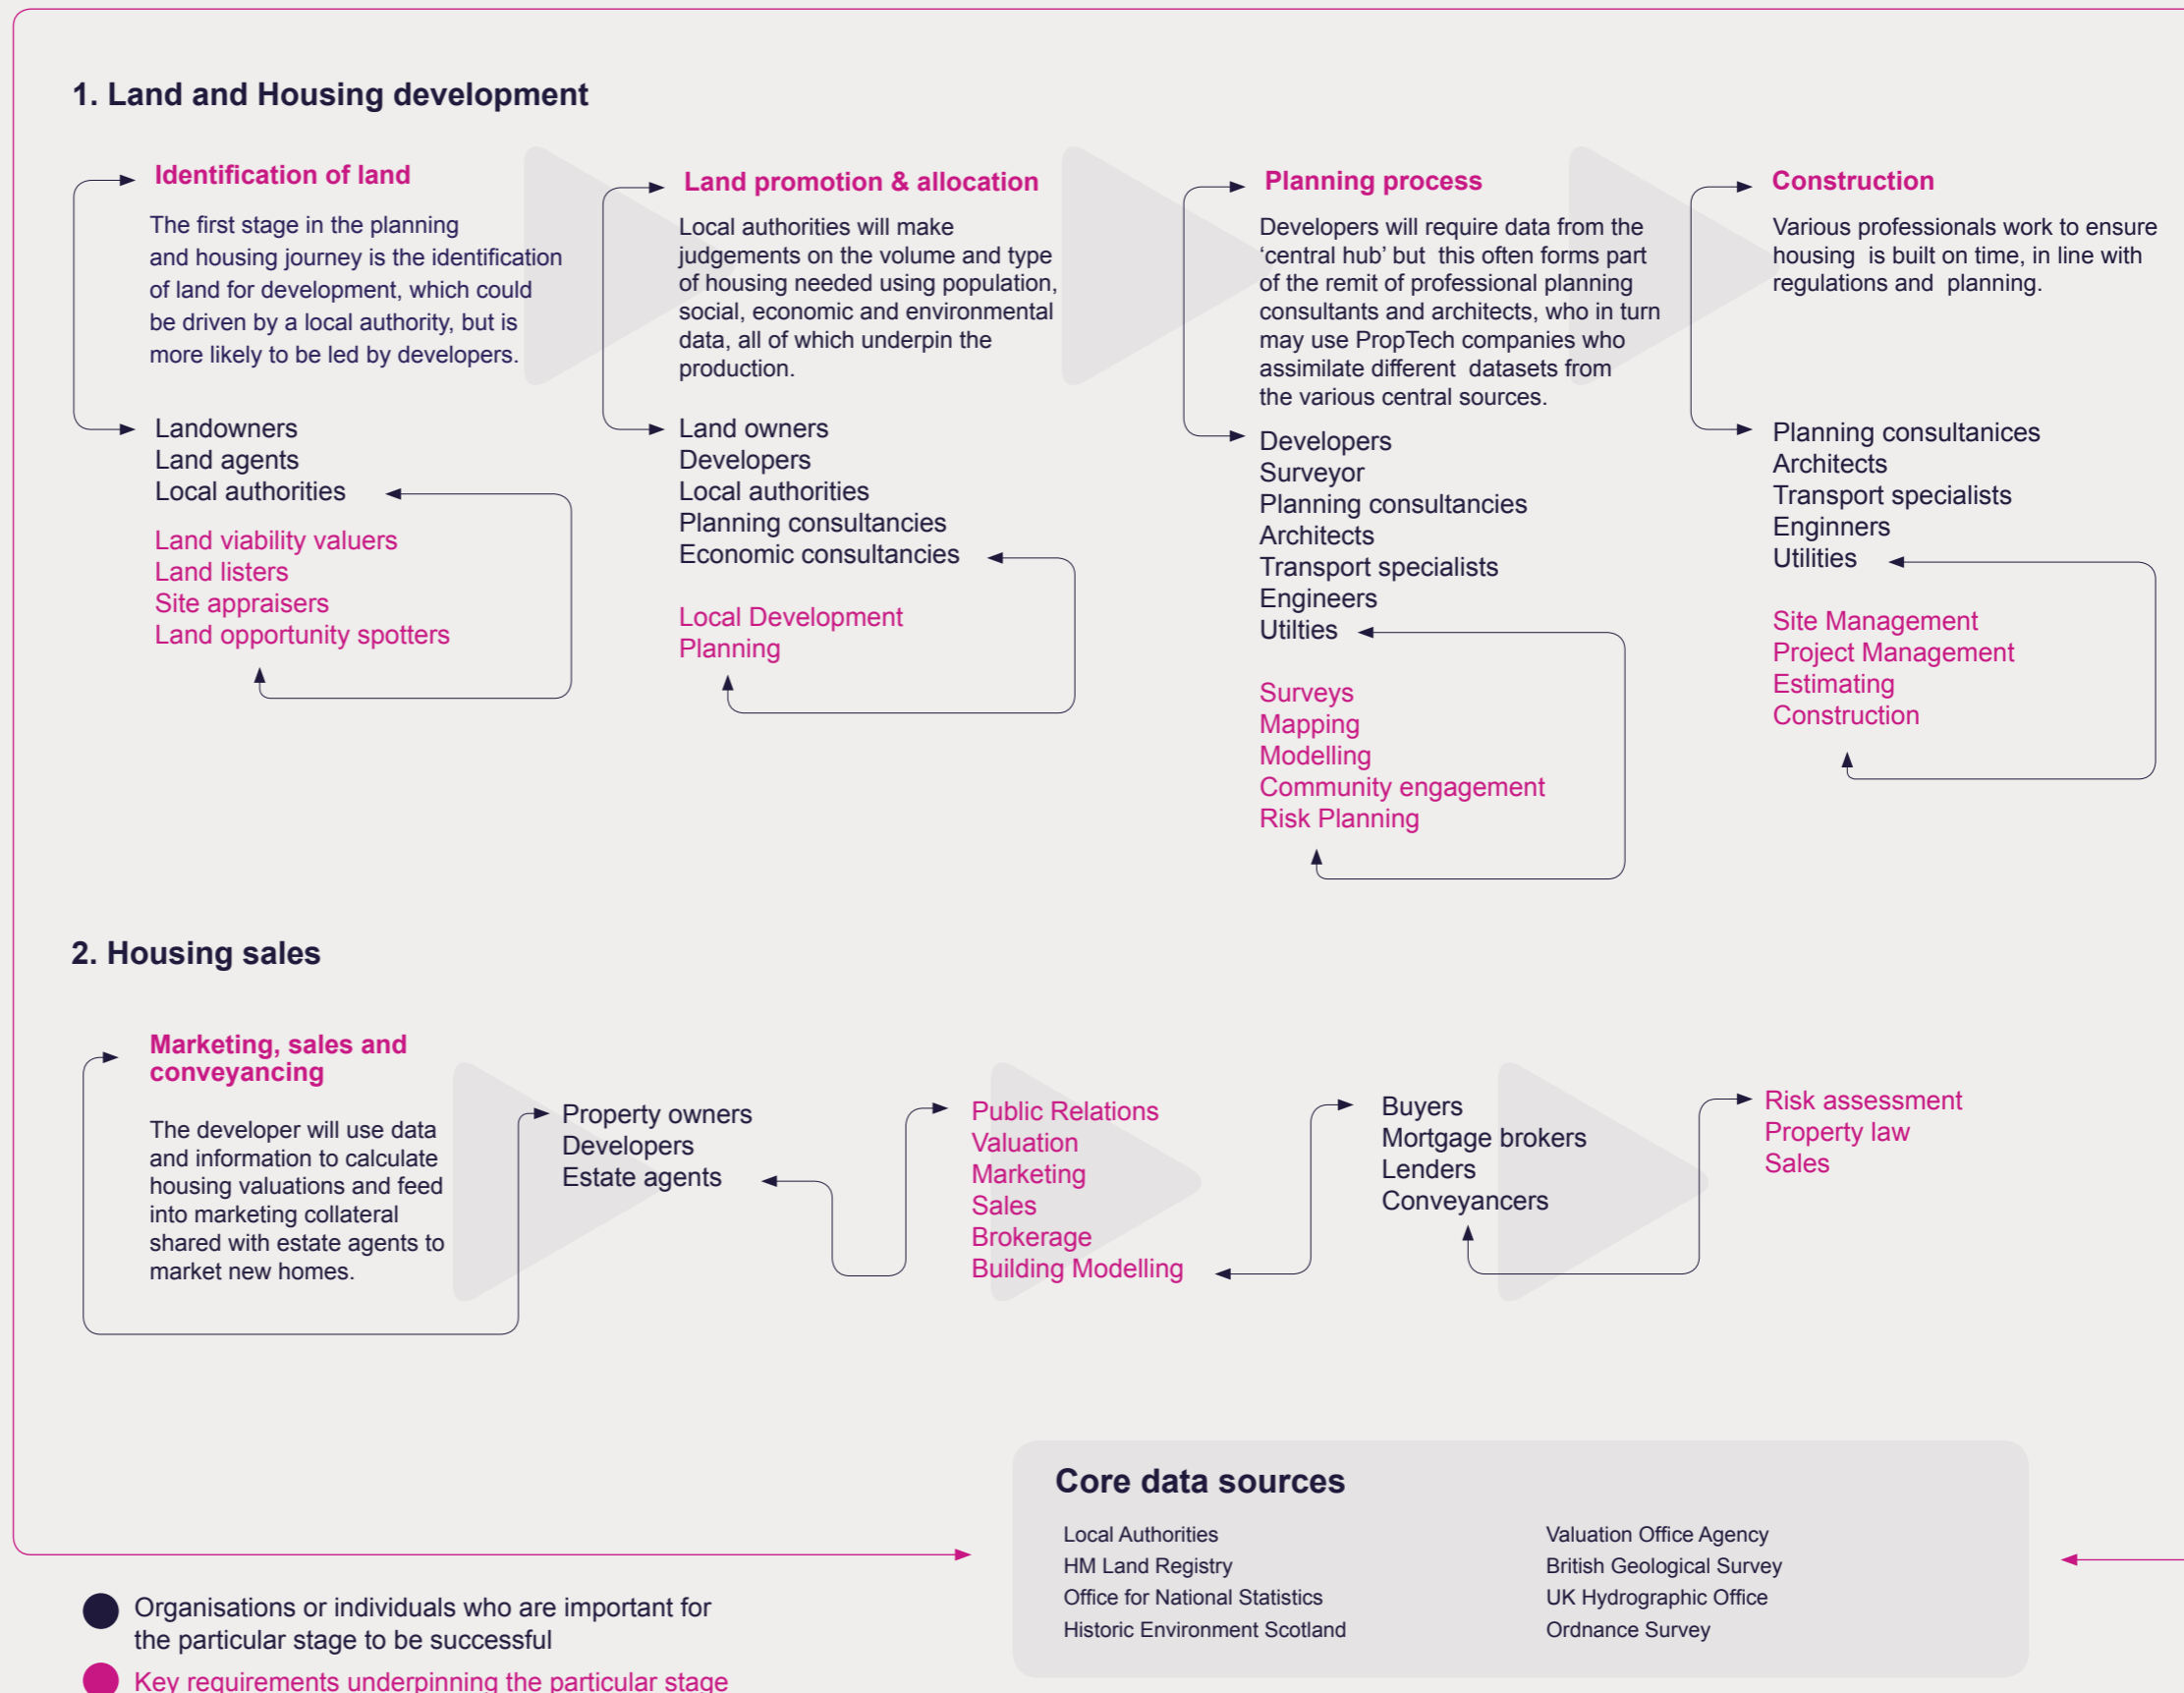 1. Land and Housing development
Identification of land
The first stage in the planning
and housing journey is the identification
of land for development, which could
be driven by a local authority, but is
more likely to be led by developers.
Landowners
Land agents
Local authorities
Land viability valuers
Land listers
Site appraisers
Land opportunity spotters
Land promotion & allocation
Local authorities will make
judgements on the volume and type
of housing needed using population,
social, economic and environmental
data, all of which underpin the
production.
Land owners
Developers
Local authorities
Planning consultancies
Economic consultancies
Local Development
Planning
Planning process
Developers will require data from the
‘central hub’ but  this often forms part
of the remit of professional planning
consultants and architects, who in turn
may use PropTech companies who
assimilate different  datasets from
the various central sources.
Developers
Surveyor
Planning consultancies
Architects
Transport specialists
Engineers
Utilties
Surveys
Mapping
Modelling
Community engagement
Risk Planning
Construction
Various professionals work to ensure
housing  is built on time, in line with
regulations and  planning.
Planning consultanices
Architects
Transport specialists
Enginners
Utilities
Site Management
Project Management
Estimating
Construction
2. Housing sales
Marketing, sales and
conveyancing
The developer will use data
and information to calculate
housing valuations and feed
into marketing collateral
shared with estate agents to
market new homes.
Property owners
Developers
Estate agents
Public Relations
Valuation
Marketing
Sales
Brokerage
Building Modelling
Buyers
Mortgage brokers
Lenders
Conveyancers
Risk assessment
Property law
Sales
Core data sources
Local Authorities
HM Land Registry
Office for National Statistics
Historic Environment Scotland
Valuation Office Agency
British Geological Survey
UK Hydrographic Office
Ordnance Survey
Organisations or individuals who are important for
the particular stage to be successful
Key requirements underpinning the particular stage